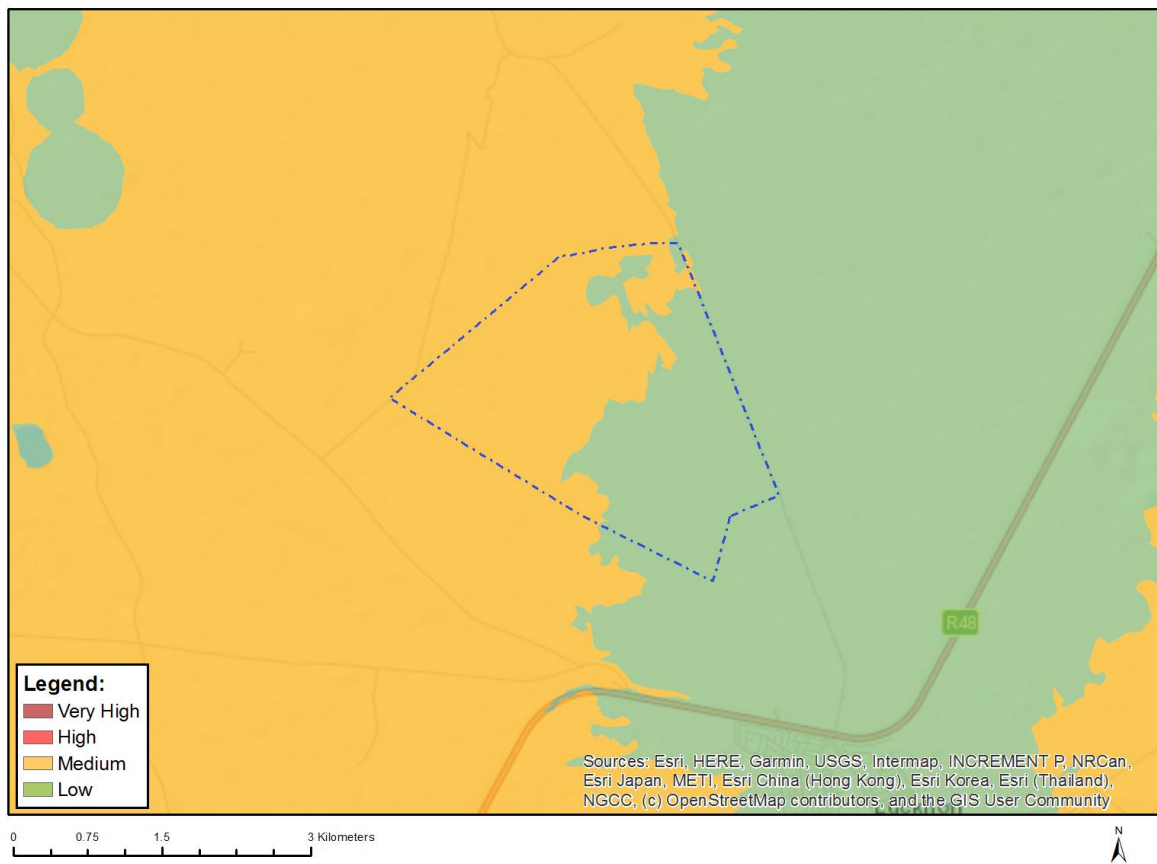 R48
Legend:
Very High
High
Medium
Low
Sources: Esri, HERE, Garmin, USGS, Intermap, INCREMENT P, NRCan,
Esri Japan, METI, Esri China (Hong Kong), Esri Korea, Esri (Thailand),
NGCC, (c) OpenStreetMap contributors, and the GIS User Community
0 0.75 1.5 3 Kilometers
N